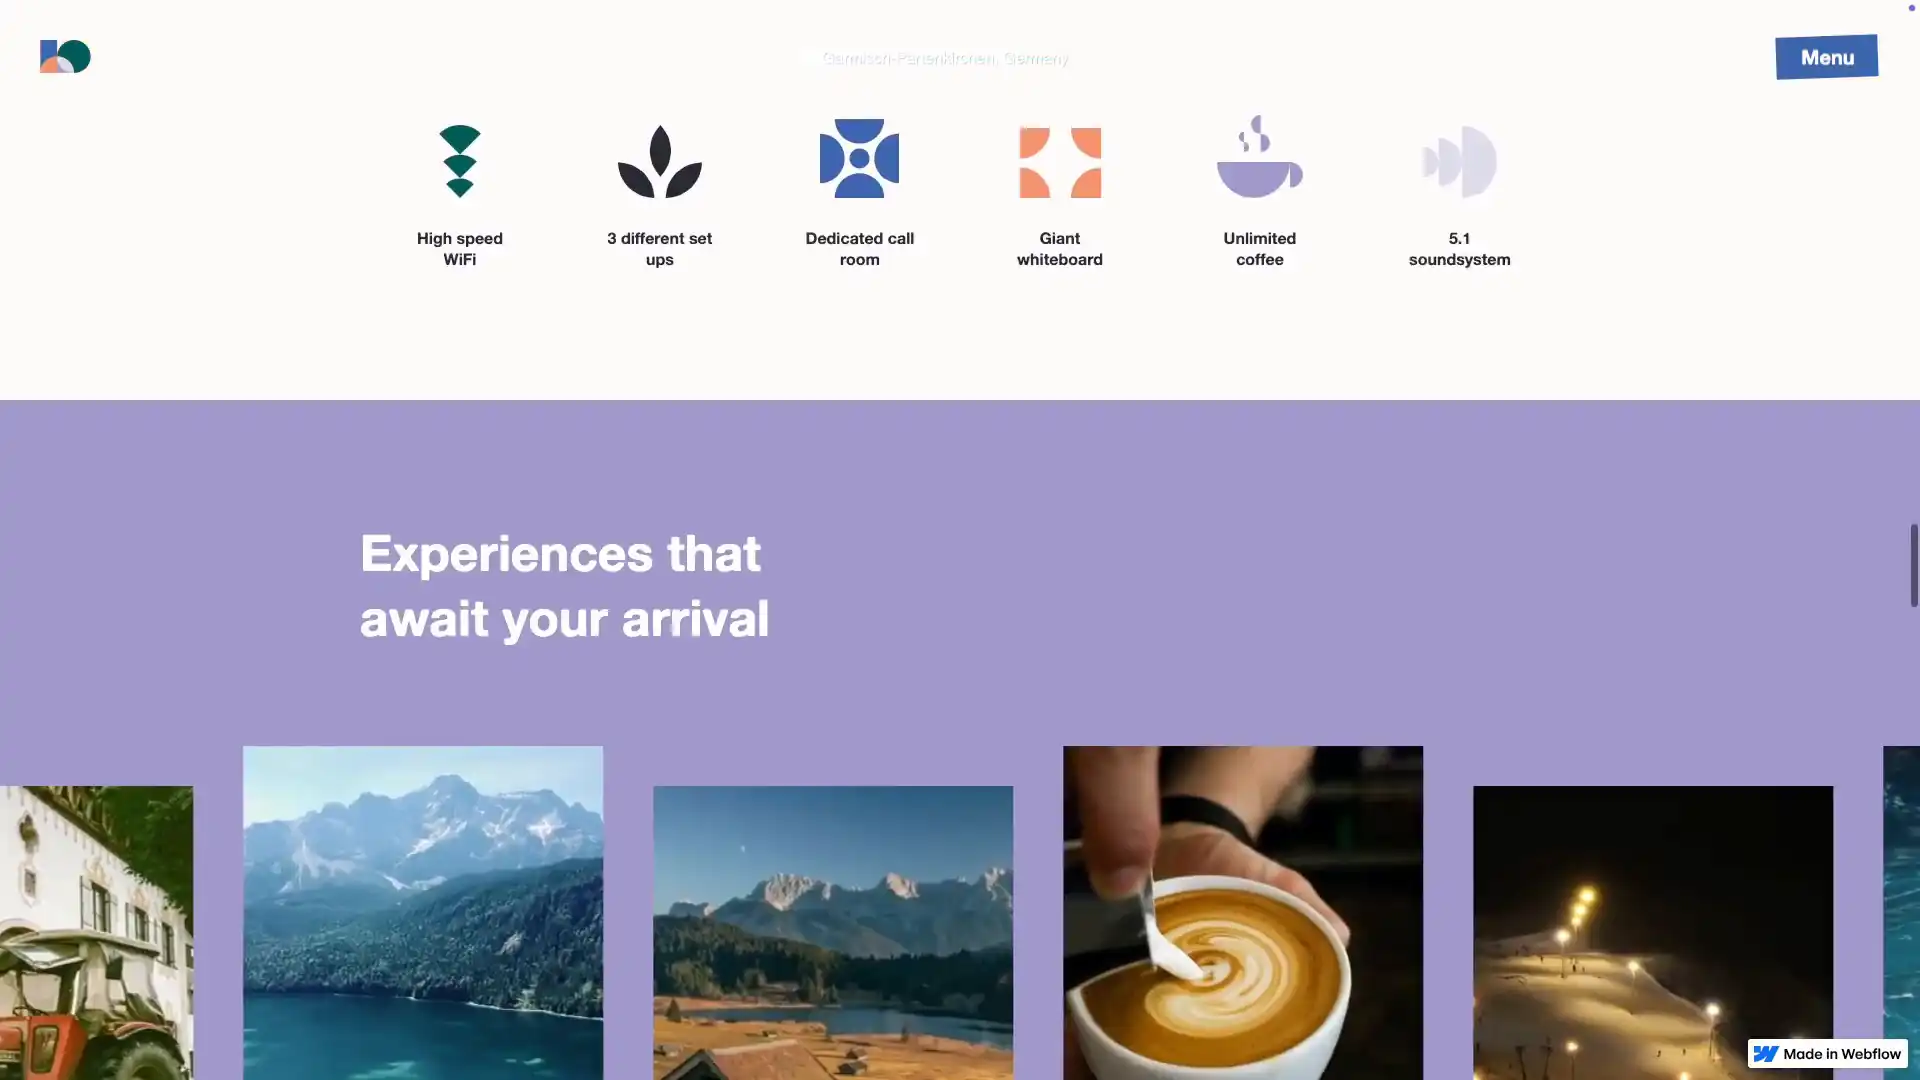 Garmisch-Partenkirchen, Germany
Menu
High speed
WiFi
3 different set
ups
Dedicated call
room
Giant
whiteboard
Unlimited
coffee
5.1
soundsystem
Experiences that
await your arrival
Made in Webflow